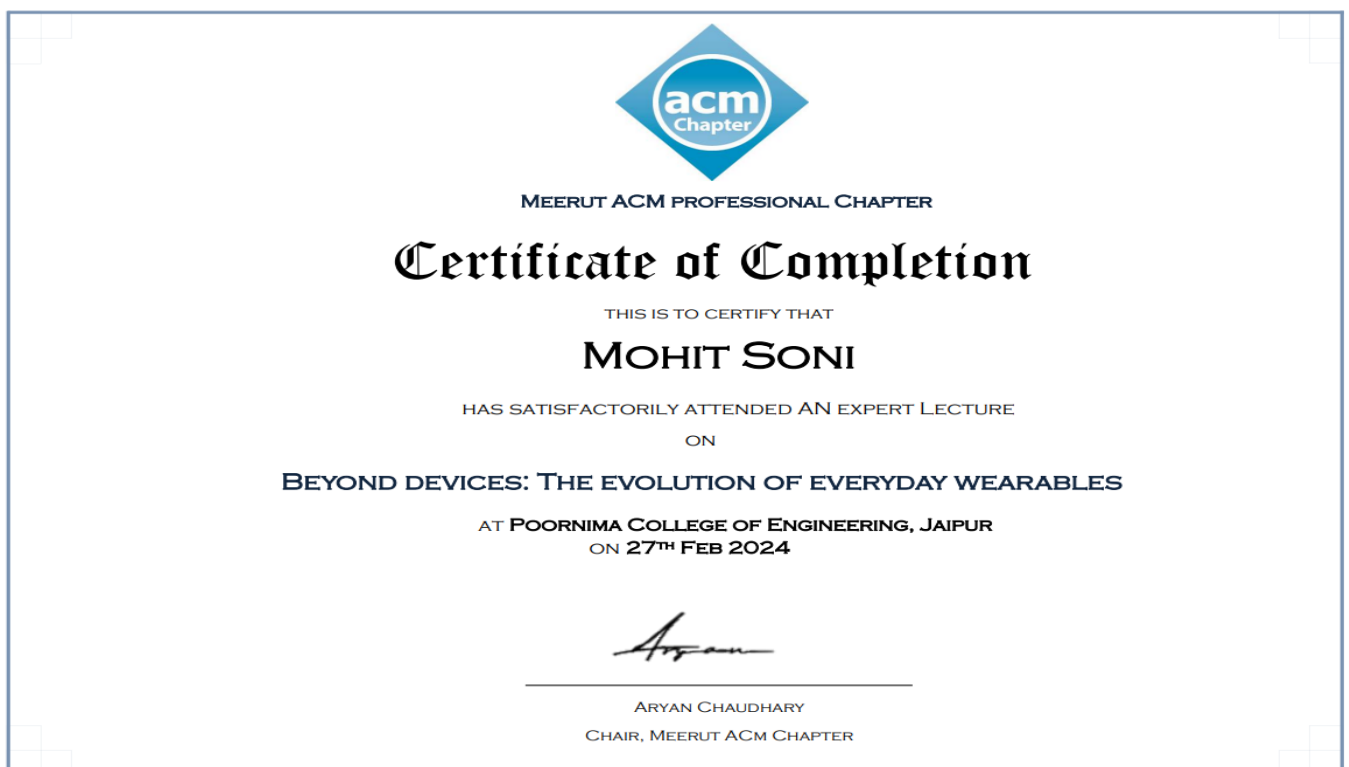 acm
Chapter
MEERUT ACM PROFESSIONAL CHAPTER
Certificate of Completion
THIS IS TO CERTIFY THAT
MOHIT SONI
HAS SATISFACTORILY ATTENDED AN EXPERT LECTURE
ON
BEYOND DEVICES: THE EVOLUTION OF EVERYDAY WEARABLES
AT POORNIMA COLLEGE OF ENGINEERING, JAIPUR
ON 27TH FEB 2024
Aryan
ARYAN CHAUDHARY
CHAIR, MEERUT ACM CHAPTER